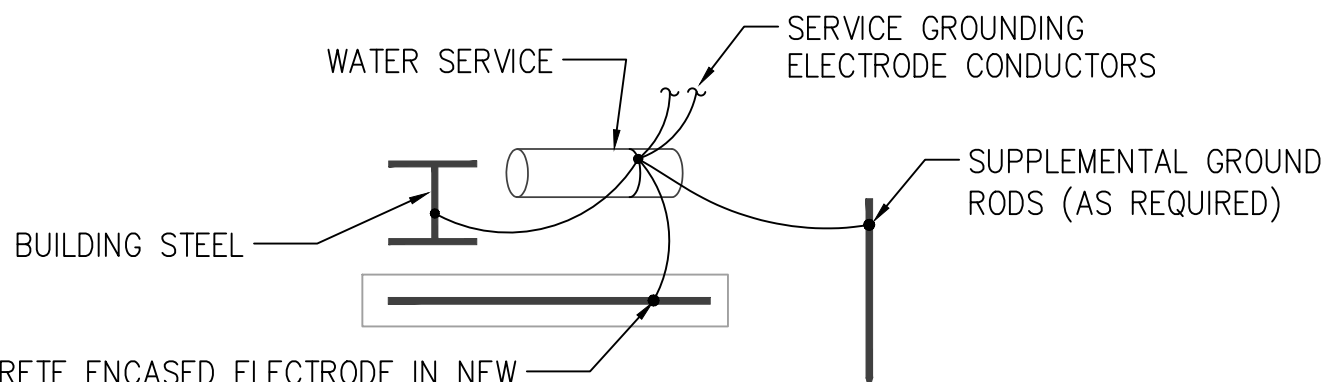 SERVICE GROUNDING
ELECTRODE CONDUCTORS
WATER SERVICE
SUPPLEMENTAL GROUND
RODS (AS REQUIRED)
BUILDING STEEL
ENCASED ELECTRODE IN NEW